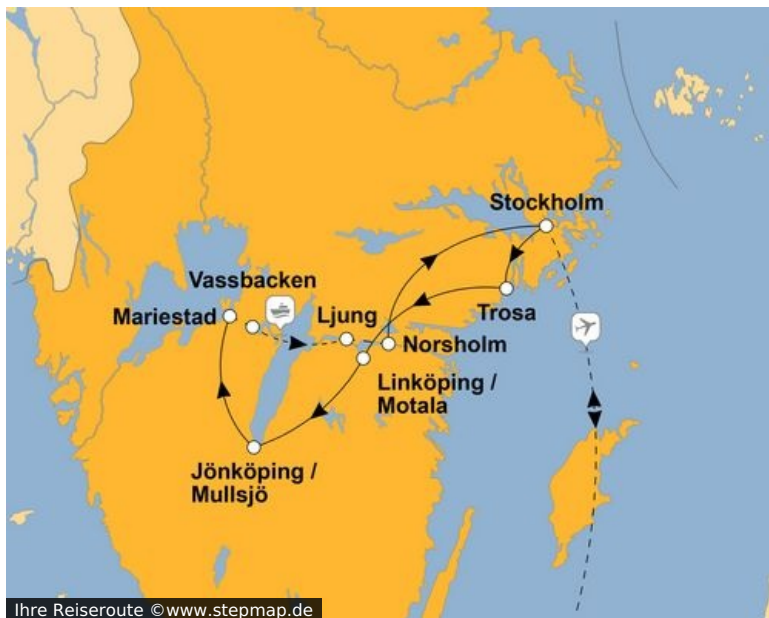 Stockholm
Vassbacken
Mariestad
Ljung
Trosa
Norsholm
Linköping /
Motala
Jönköping /
Mullsjö
Ihre Reiseroute ©www.stepmap.de